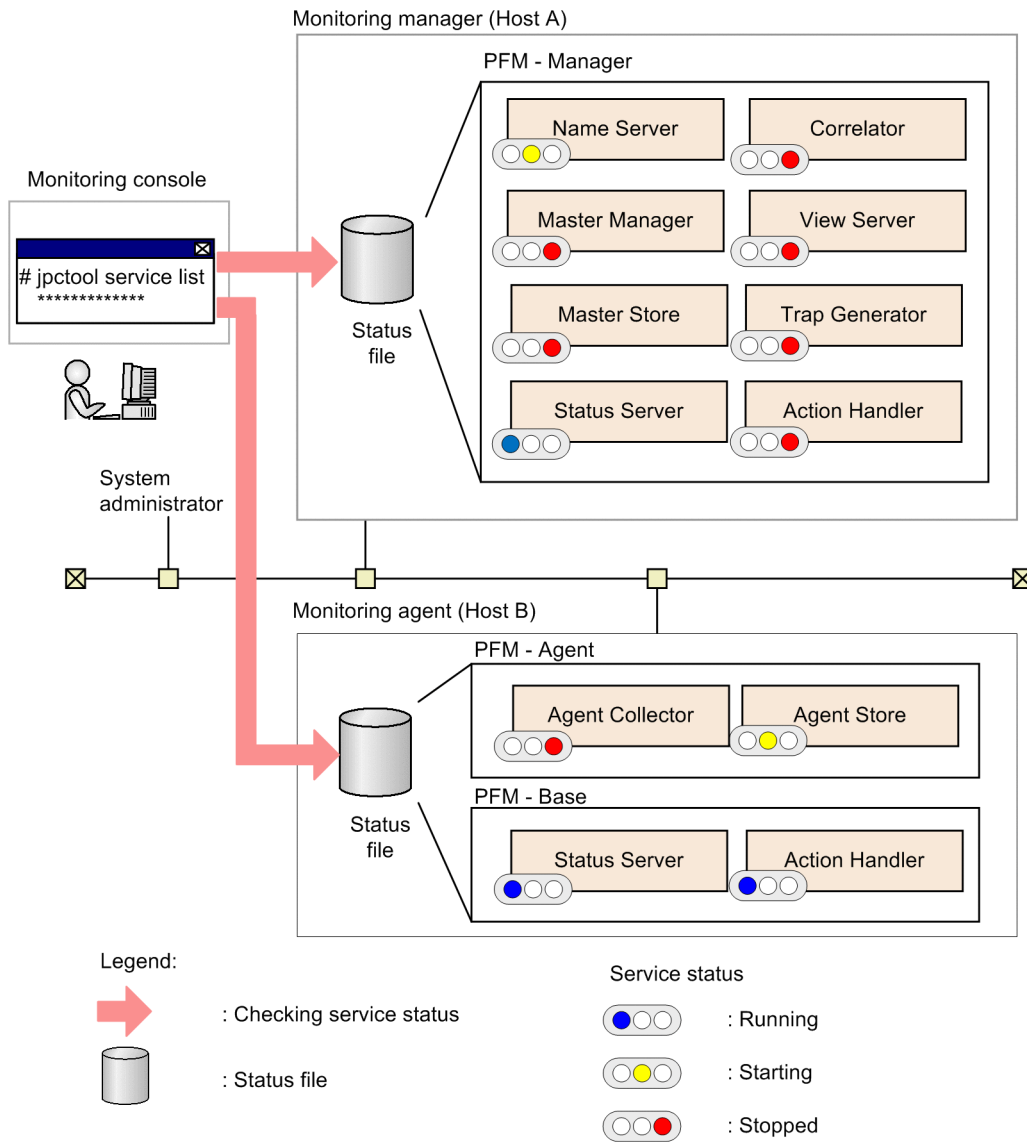 Monitoring manager (Host A)
PFM - Manager
Name Server
Correlator
Monitoring console
Master Manager
View Server
# jpctool service list
*************
Master Store
Trap Generator
Status
file
Status Server
Action Handler
System
administrator
Monitoring agent (Host B)
PFM - Agent
Agent Collector
Agent Store
PFM - Base
Status
file
Status Server
Action Handler
Legend:
: Checking service status
: Status file
Service status
: Running
: Starting
: Stopped